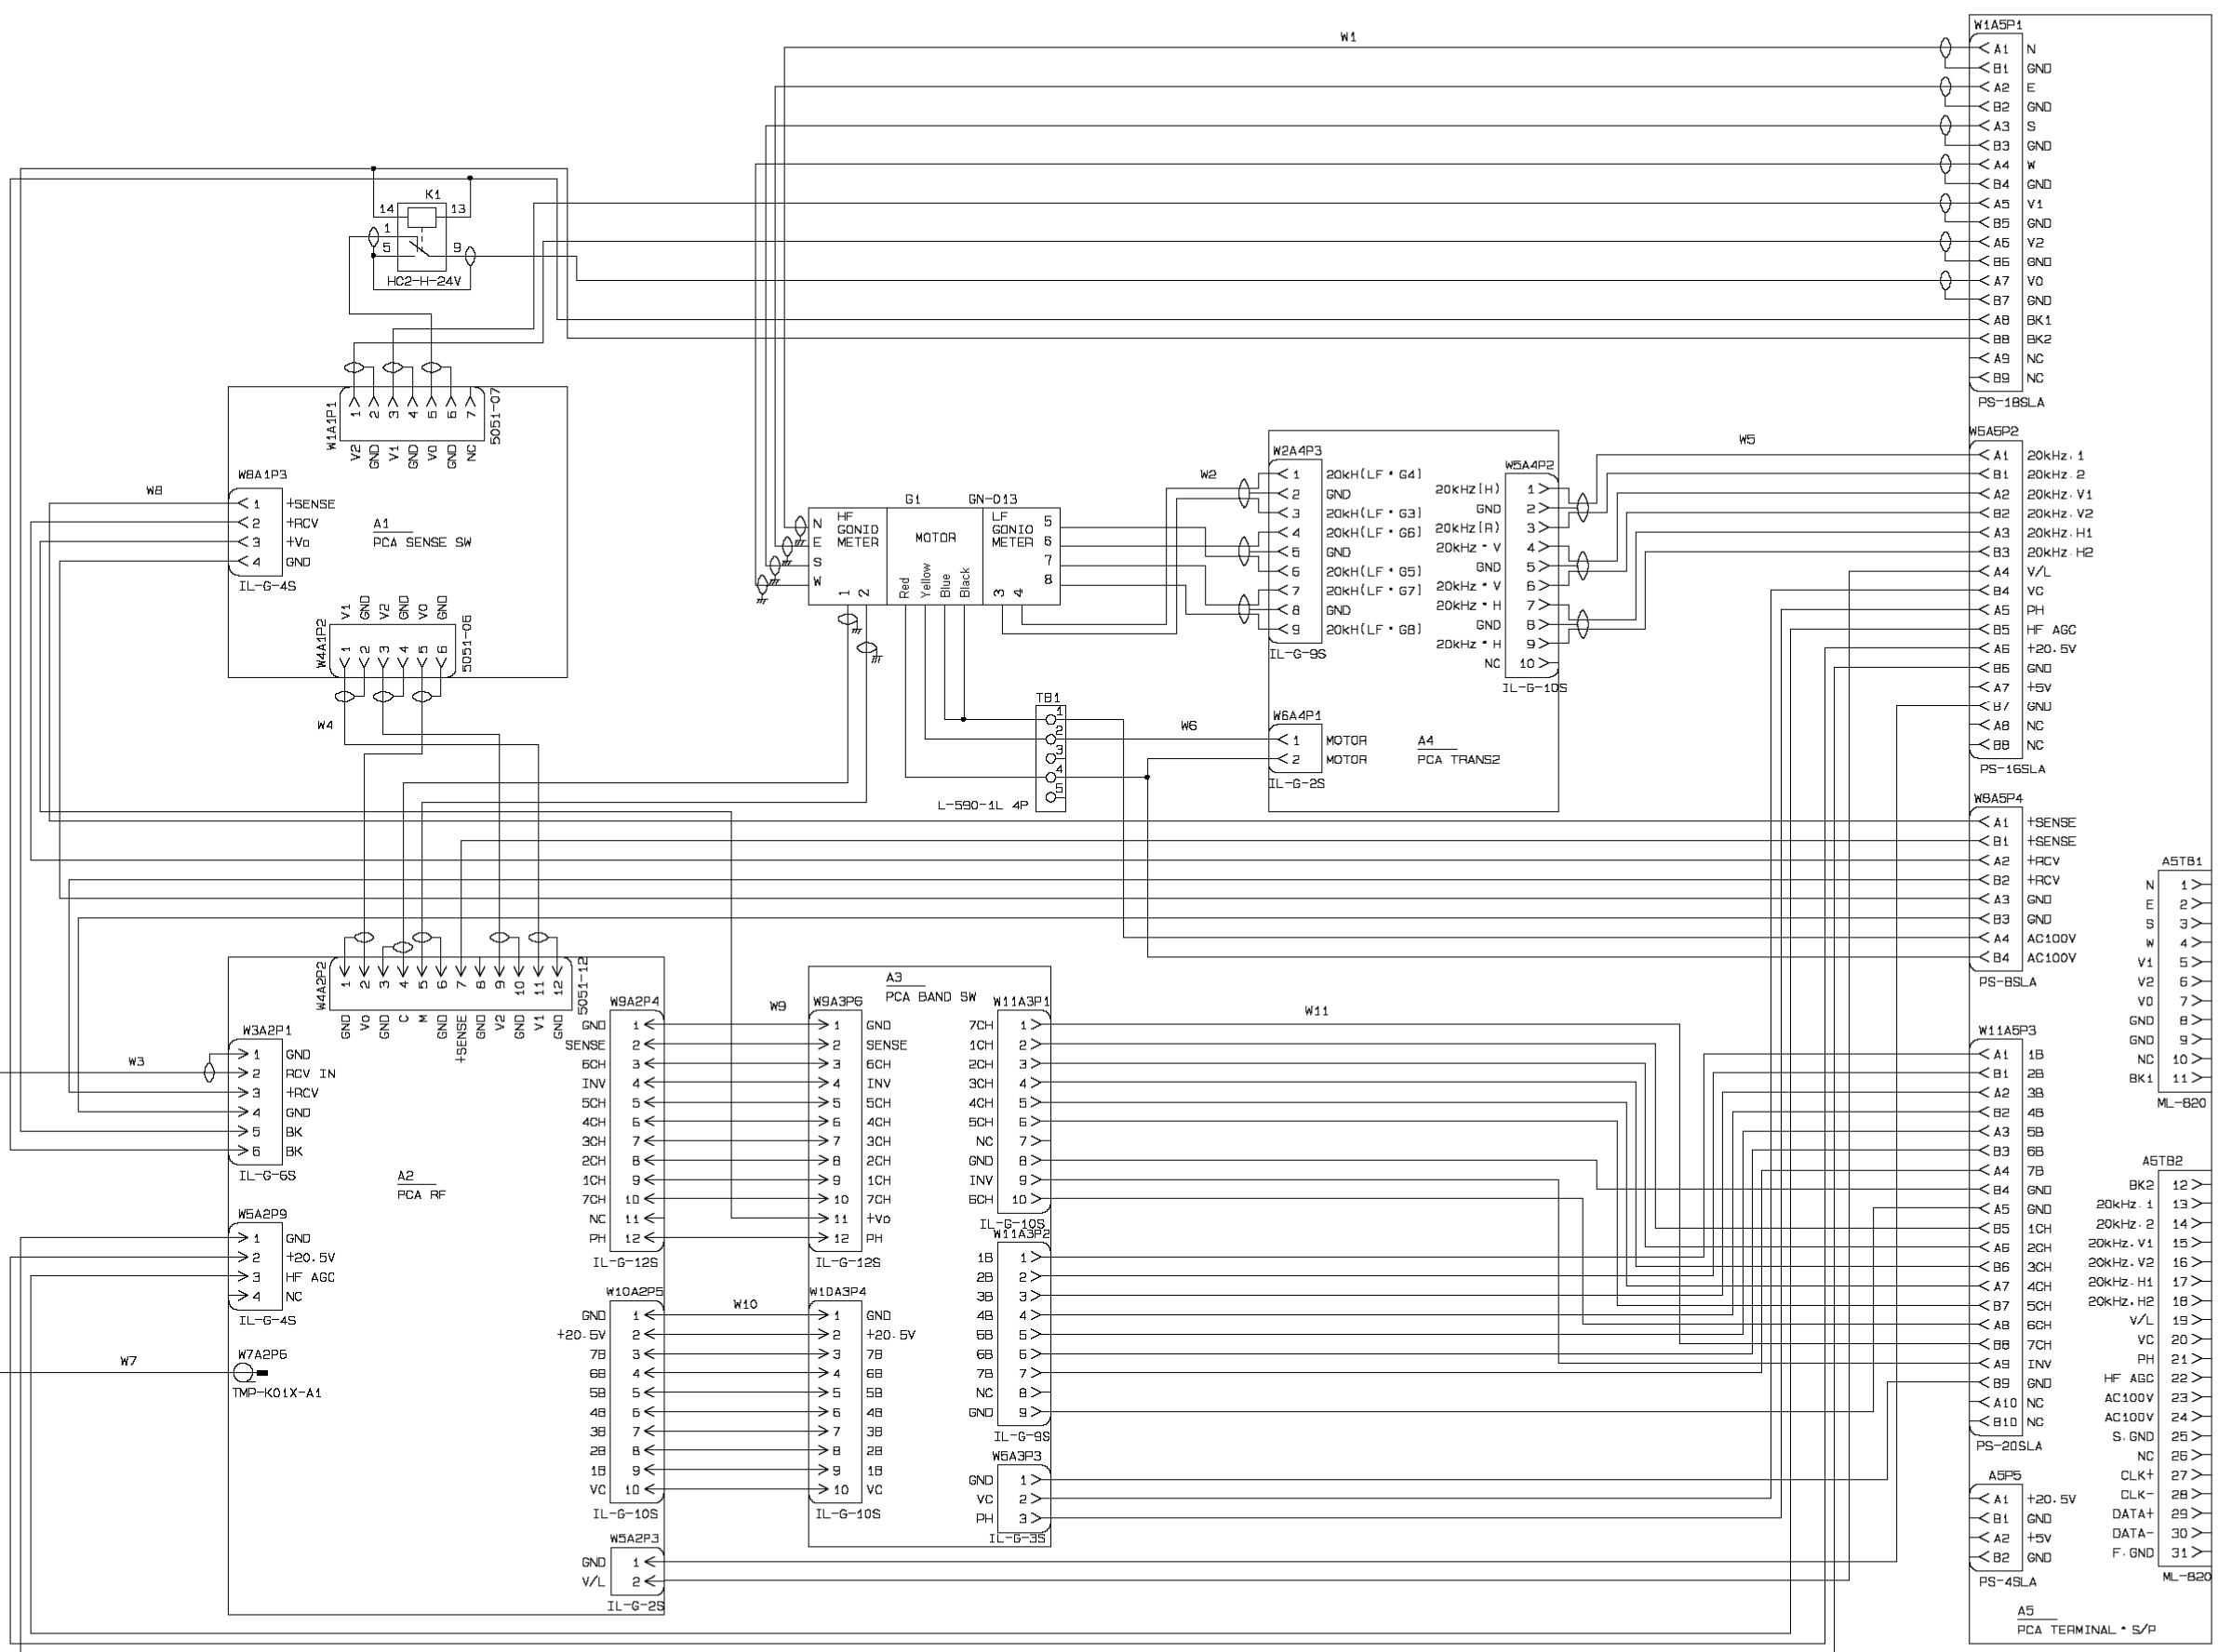 W1
W1A5P1
A1 N
B1 GND
A2 E
B2 GND
A3 S
B3 GND
A4 W
B4 GND
A5 V1
B5 GND
A6 V2
B6 GND
A7 V0
B7 GND
A8 BK1
B8 BK2
A9 NC
B9 NC
PS-18SLA
K1
14 13
1
5 9
HC2-H-24V
W1A1P1
1 2 3 4 5 6 7
V2 GND V1 GND V0 GND NC
5051-07
W8
W8A1P3
1 +SENSE
2 +RCV
3 +Vo
4 GND
IL-G-4S
A1
PCA SENSE SW
V1 GND V2 GND V0 GND
W4A1P2
1 2 3 4 5 6
5051-06
W4
G1 GN-013
N HF
E GONIO
S METER
W
MOTOR
LF
GONIO
METER
5
6
7
8
1 2
Red Yellow Blue Black
3 4
W2
W2A4P3
1 20kH(LF・G4)
2 GND
3 20kH(LF・G3)
4 20kH(LF・G6)
5 GND
6 20kH(LF・G5)
7 20kH(LF・G7)
8 GND
9 20kH(LF・G8)
IL-G-9S
W5A4P2
20kHz(H) 1
GND 2
20kHz(R) 3
20kHz・V 4
GND 5
20kHz・V 6
20kHz・H 7
GND 8
20kHz・H 9
NC 10
IL-G-10S
W5
TB1
1
2
3
4
5
L-590-1L 4P
W6
W6A4P1
1 MOTOR
2 MOTOR
IL-G-2S
A4
PCA TRANS2
W5A5P2
A1 20kHz.1
B1 20kHz.2
A2 20kHz.V1
B2 20kHz.V2
A3 20kHz.H1
B3 20kHz.H2
A4 V/L
B4 VC
A5 PH
B5 HF AGC
A6 +20.5V
B6 GND
A7 +5V
B7 GND
A8 NC
B8 NC
PS-16SLA
W8A5P4
A1 +SENSE
B1 +SENSE
A2 +RCV
B2 +RCV
A3 GND
B3 GND
A4 AC100V
B4 AC100V
PS-8SLA
A5TB1
N 1
E 2
S 3
W 4
V1 5
V2 6
V0 7
GND 8
GND 9
NC 10
BK1 11
ML-820
W4A2P2
1 2 3 4 5 6 7 8 9 10 11 12
GND Vo GND C M GND +SENSE GND V2 GND V1 GND
5051-12
W3
W3A2P1
1 GND
2 RCV IN
3 +RCV
4 GND
5 BK
6 BK
IL-G-6S
A2
PCA RF
W5A2P9
1 GND
2 +20.5V
3 HF AGC
4 NC
IL-G-4S
W7
W7A2P6
TMP-K01X-A1
W9A2P4
GND 1
SENSE 2
6CH 3
INV 4
5CH 5
4CH 6
3CH 7
2CH 8
1CH 9
7CH 10
NC 11
PH 12
IL-G-12S
W9
A3
PCA BAND SW
W9A3P6
1 GND
2 SENSE
3 6CH
4 INV
5 5CH
6 4CH
7 3CH
8 2CH
9 1CH
10 7CH
11 +Vo
12 PH
IL-G-12S
W10A2P5
GND 1
+20.5V 2
7B 3
6B 4
5B 5
4B 6
3B 7
2B 8
1B 9
VC 10
IL-G-10S
W10
W10A3P4
1 GND
2 +20.5V
3 7B
4 6B
5 5B
6 4B
7 3B
8 2B
9 1B
10 VC
IL-G-10S
W5A2P3
GND 1
V/L 2
IL-G-2S
W11A3P1
7CH 1
1CH 2
2CH 3
3CH 4
4CH 5
5CH 6
NC 7
GND 8
INV 9
6CH 10
IL-G-10S
W11A3P2
1B 1
2B 2
3B 3
4B 4
5B 5
6B 6
7B 7
NC 8
GND 9
IL-G-9S
W5A3P3
GND 1
VC 2
PH 3
IL-G-3S
W11
W11A5P3
A1 1B
B1 2B
A2 3B
B2 4B
A3 5B
B3 6B
A4 7B
B4 GND
A5 GND
B5 1CH
A6 2CH
B6 3CH
A7 4CH
B7 5CH
A8 6CH
B8 7CH
A9 INV
B9 GND
A10 NC
B10 NC
PS-20SLA
A5P5
A1 +20.5V
B1 GND
A2 +5V
B2 GND
PS-4SLA
A5TB2
BK2 12
20kHz.1 13
20kHz.2 14
20kHz.V1 15
20kHz.V2 16
20kHz.H1 17
20kHz.H2 18
V/L 19
VC 20
PH 21
HF AGC 22
AC100V 23
AC100V 24
S.GND 25
NC 26
CLK+ 27
CLK- 28
DATA+ 29
DATA- 30
F.GND 31
ML-820
A5
PCA TERMINAL・S/P